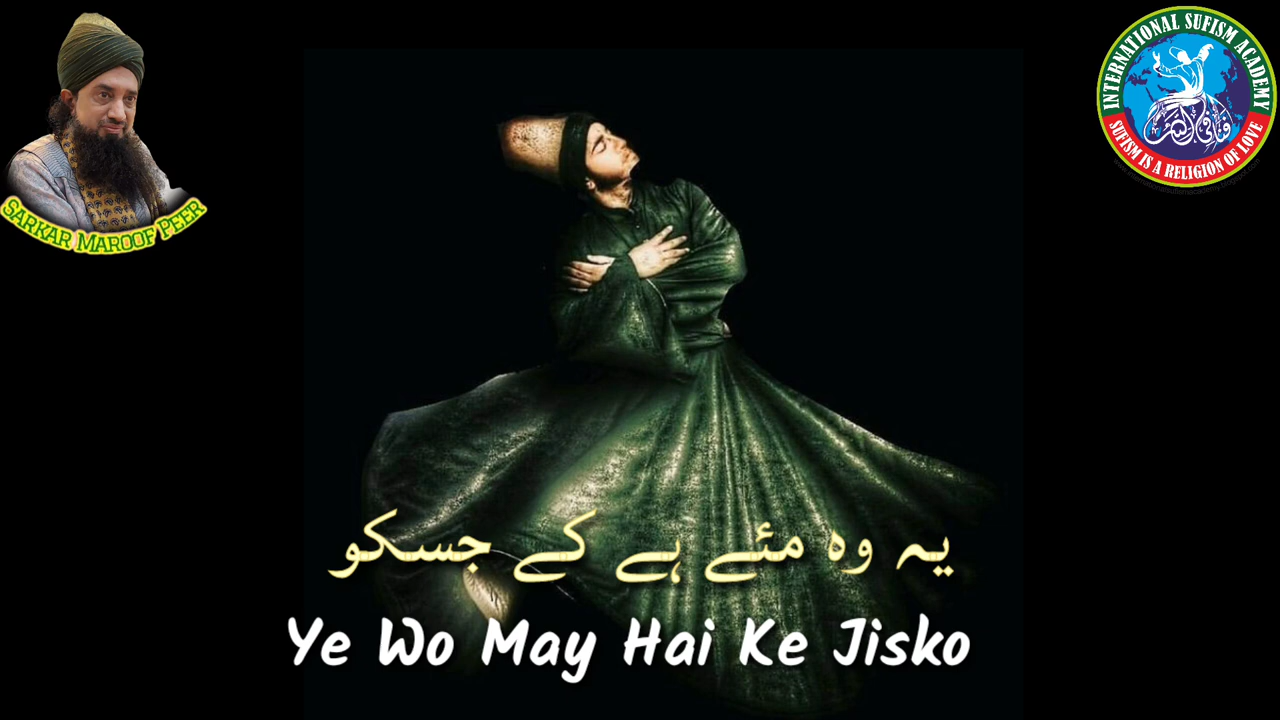 SARKAR MAROOF PEER
INTERNATIONAL SUFISM ACADEMY
SUFISM IS A RELIGION OF LOVE
یہ وہ مئے ہے کے جسکو
Ye Wo May Hai Ke Jisko